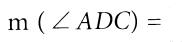 m ( ∠ ADC) =